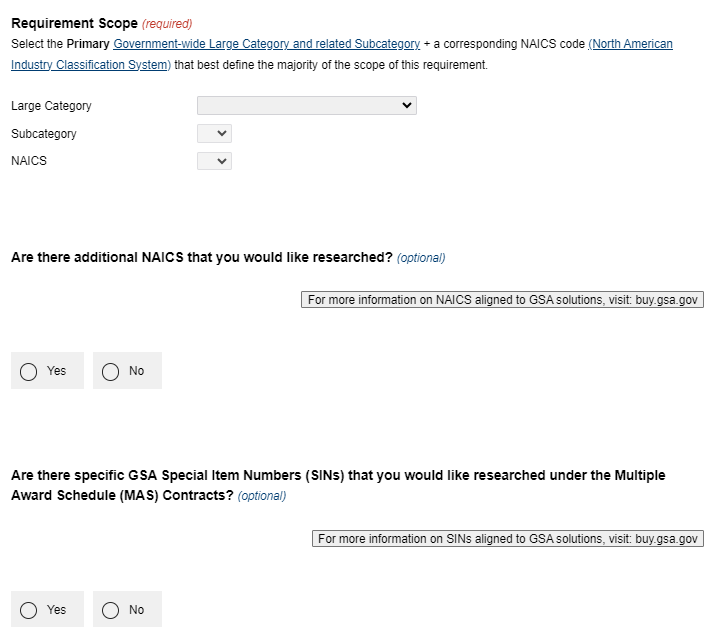 Requirement Scope (required)
Select the Primary Government-wide Large Category and related Subcategory + a corresponding NAICS code (North American
Industry Classification System) that best define the majority of the scope of this requirement.
Large Category
Subcategory
NAICS
Are there additional NAICS that you would like researched? (optional)
For more information on NAICS aligned to GSA solutions, visit: buy.gsa.gov
Yes No
Are there specific GSA Special Item Numbers (SINs) that you would like researched under the Multiple
Award Schedule (MAS) Contracts? (optional)
For more information on SINs aligned to GSA solutions, visit: buy.gsa.gov
Yes No